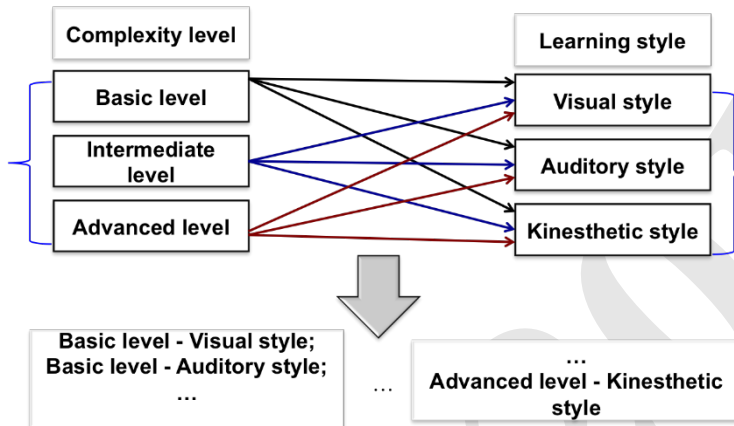 Complexity level
Learning style
Basic level
Visual style
Intermediate
level
Auditory style
Advanced level
Kinesthetic style
Basic level - Visual style;
Basic level - Auditory style;
...
...
...
Advanced level - Kinesthetic
style